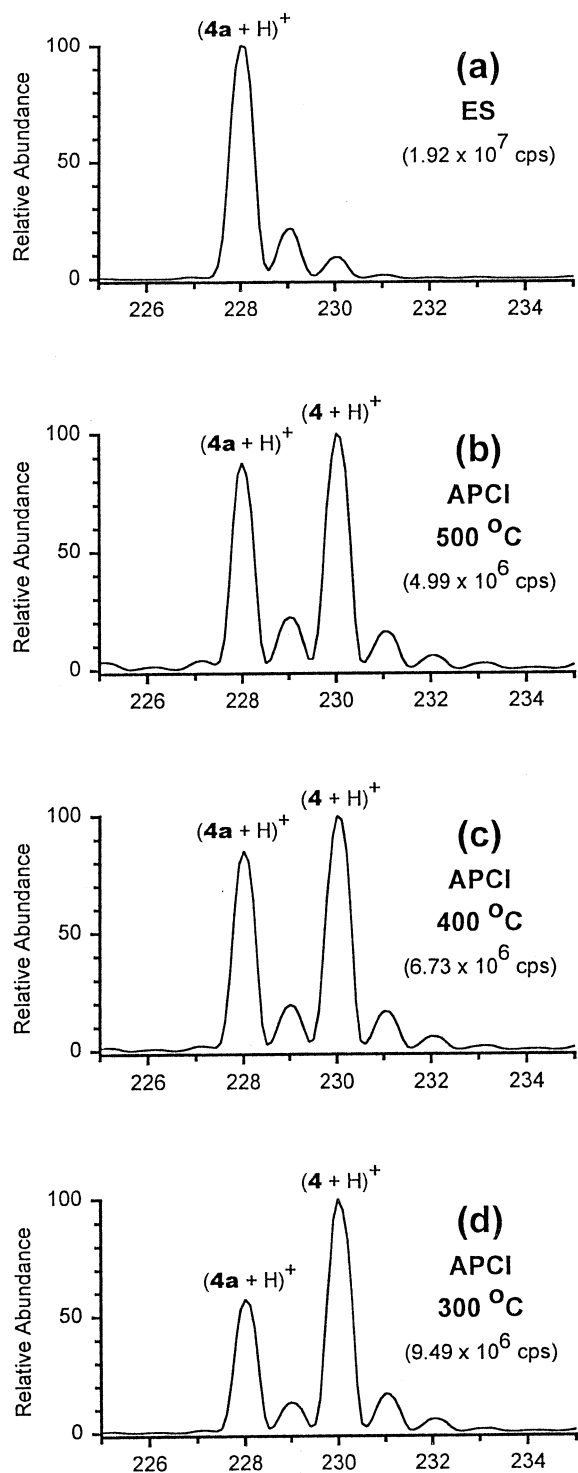 (4a + H)+
100
50
0
Relative Abundance
(a)
ES
(1.92 x 10^7 cps)
226 228 230 232 234
(4a + H)+
(4 + H)+
100
50
0
Relative Abundance
(b)
APCI
500 °C
(4.99 x 10^6 cps)
226 228 230 232 234
(4a + H)+
(4 + H)+
100
50
0
Relative Abundance
(c)
APCI
400 °C
(6.73 x 10^6 cps)
226 228 230 232 234
(4a + H)+
(4 + H)+
100
50
0
Relative Abundance
(d)
APCI
300 °C
(9.49 x 10^6 cps)
226 228 230 232 234